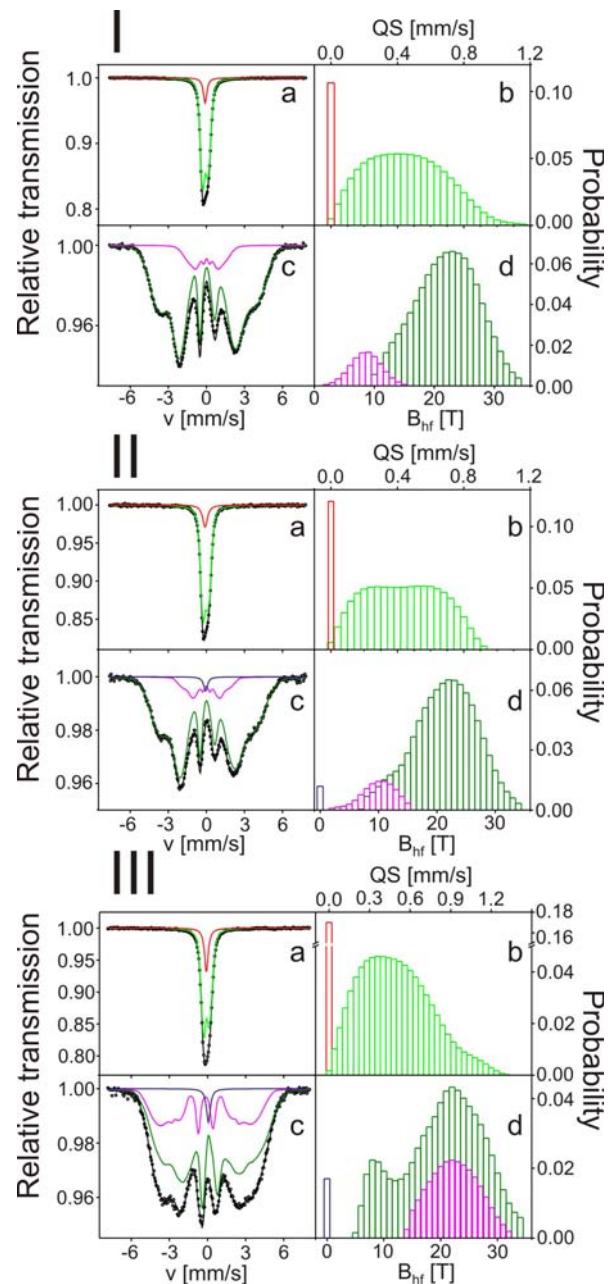 I
QS [mm/s]
0.0 0.4 0.8 1.2
Relative transmission
1.0
0.9
0.8
a
b
0.10
0.05
0.00
Probability
1.00
0.96
c
d
0.06
0.04
0.02
0.00
-6 -3 0 3 6
v [mm/s]
10 20 30
Bhf [T]
II
QS [mm/s]
0.0 0.4 0.8 1.2
Relative transmission
1.00
0.95
0.90
0.85
a
b
0.10
0.05
0.00
Probability
1.00
0.98
0.96
c
d
0.06
0.03
0.00
-6 -3 0 3 6
v [mm/s]
0 10 20 30
Bhf [T]
III
QS [mm/s]
0.0 0.3 0.6 0.9 1.2
Relative transmission
1.00
0.95
0.90
0.85
0.80
a
b
0.18
0.16
0.04
0.02
0.00
Probability
1.00
0.98
0.96
c
d
0.04
0.02
0.00
-6 -3 0 3 6
v [mm/s]
0 10 20 30
Bhf [T]